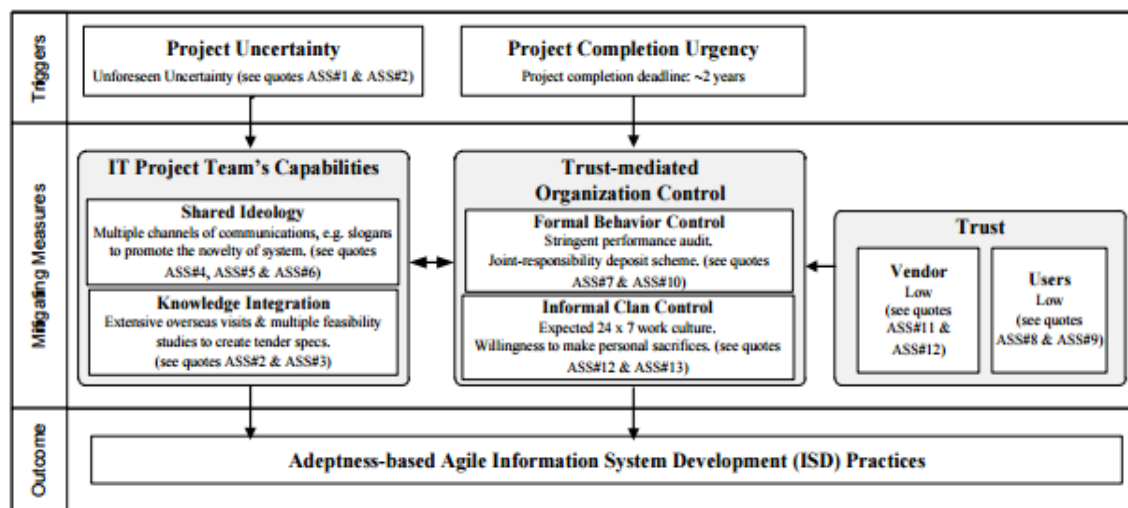 Triggers
Project Uncertainty
Unforeseen Uncertainty (see quotes ASS#1 & ASS#2)
Project Completion Urgency
Project completion deadline: ~2 years
Mitigating Measures
IT Project Team's Capabilities
Shared Ideology
Multiple channels of communications, e.g. slogans
to promote the novelty of system. (see quotes
ASS#4, ASS#5 & ASS#6)
Knowledge Integration
Extensive overseas visits & multiple feasibility
studies to create tender specs.
(see quotes ASS#2 & ASS#3)
Trust-mediated
Organization Control
Formal Behavior Control
Stringent performance audit.
Joint-responsibility deposit scheme. (see quotes
ASS#7 & ASS#10)
Informal Clan Control
Expected 24 x 7 work culture.
Willingness to make personal sacrifices. (see quotes
ASS#12 & ASS#13)
Trust
Vendor
Low
(see quotes
ASS#11 &
ASS#12)
Users
Low
(see quotes
ASS#8 & ASS#9)
Outcome
Adeptness-based Agile Information System Development (ISD) Practices